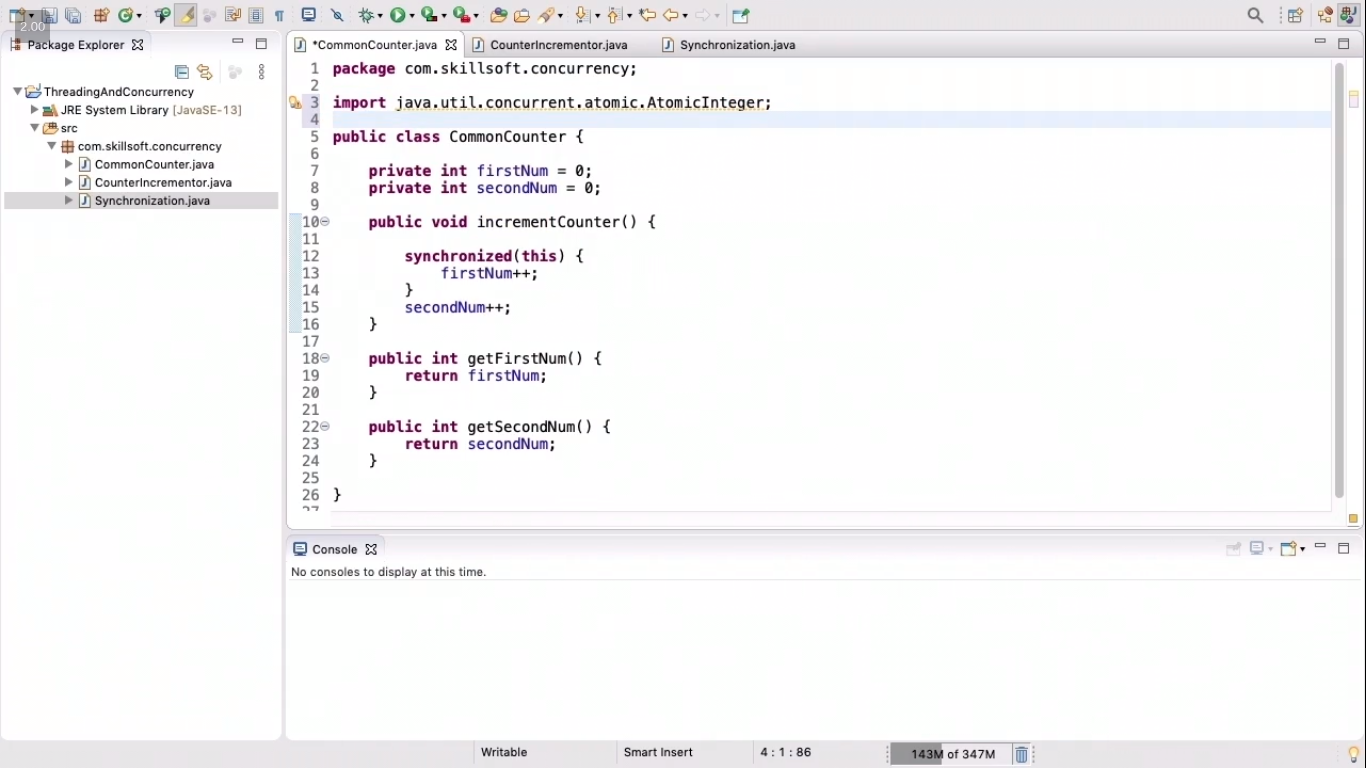 2.00
Package Explorer
ThreadingAndConcurrency
JRE System Library [JavaSE-13]
src
com.skillsoft.concurrency
CommonCounter.java
CounterIncrementor.java
Synchronization.java
*CommonCounter.java CounterIncrementor.java Synchronization.java
1 package com.skillsoft.concurrency;
2
3 import java.util.concurrent.atomic.AtomicInteger;
4
5 public class CommonCounter {
6
7 private int firstNum = 0;
8 private int secondNum = 0;
9
10 public void incrementCounter() {
11
12 synchronized(this) {
13 firstNum++;
14 }
15 secondNum++;
16 }
17
18 public int getFirstNum() {
19 return firstNum;
20 }
21
22 public int getSecondNum() {
23 return secondNum;
24 }
25
26 }
27
Console
No consoles to display at this time.
Writable Smart Insert 4 : 1 : 86 143M of 347M